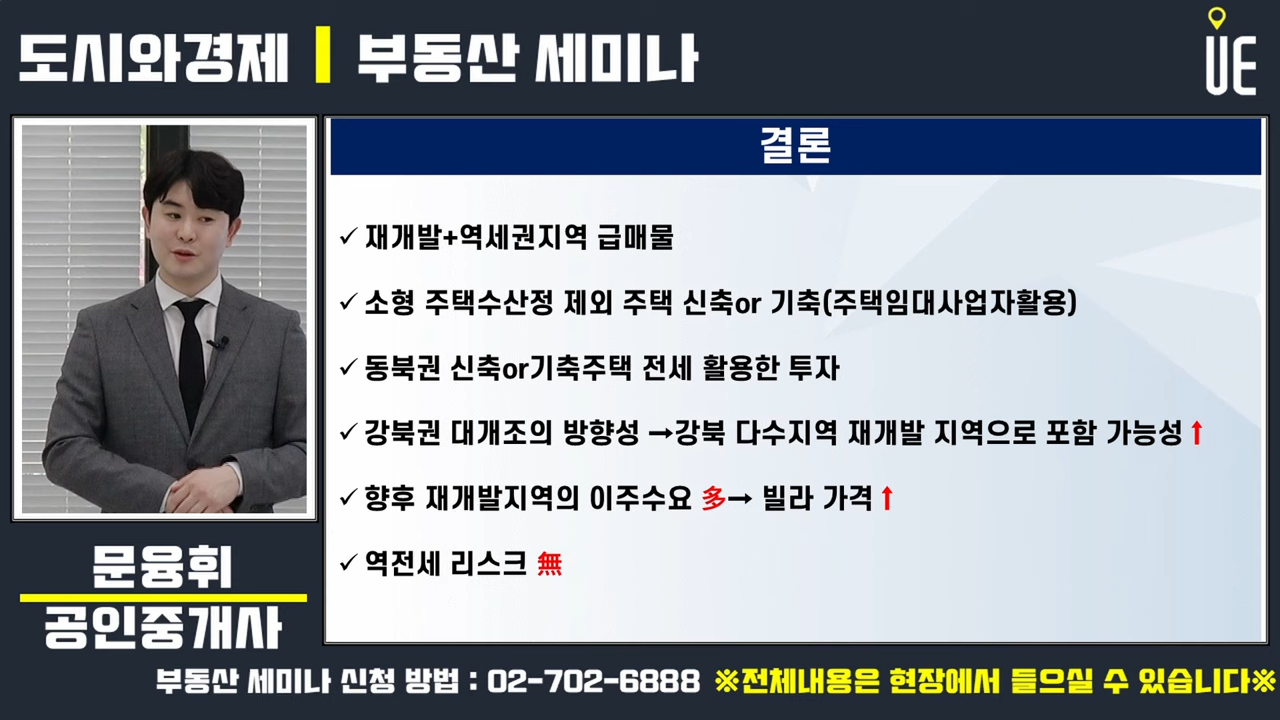 도시와경제 | 부동산 세미나
UE
결론
✓ 재개발+역세권지역 급매물
✓ 소형 주택수산정 제외 주택 신축or 기축(주택임대사업자활용)
✓ 동북권 신축or기축주택 전세 활용한 투자
✓ 강북권 대개조의 방향성 →강북 다수지역 재개발 지역으로 포함 가능성↑
✓ 향후 재개발지역의 이주수요 多→ 빌라 가격↑
✓ 역전세 리스크 無
문융휘
공인중개사
부동산 세미나 신청 방법 : 02-702-6888 ※전체내용은 현장에서 들으실 수 있습니다※